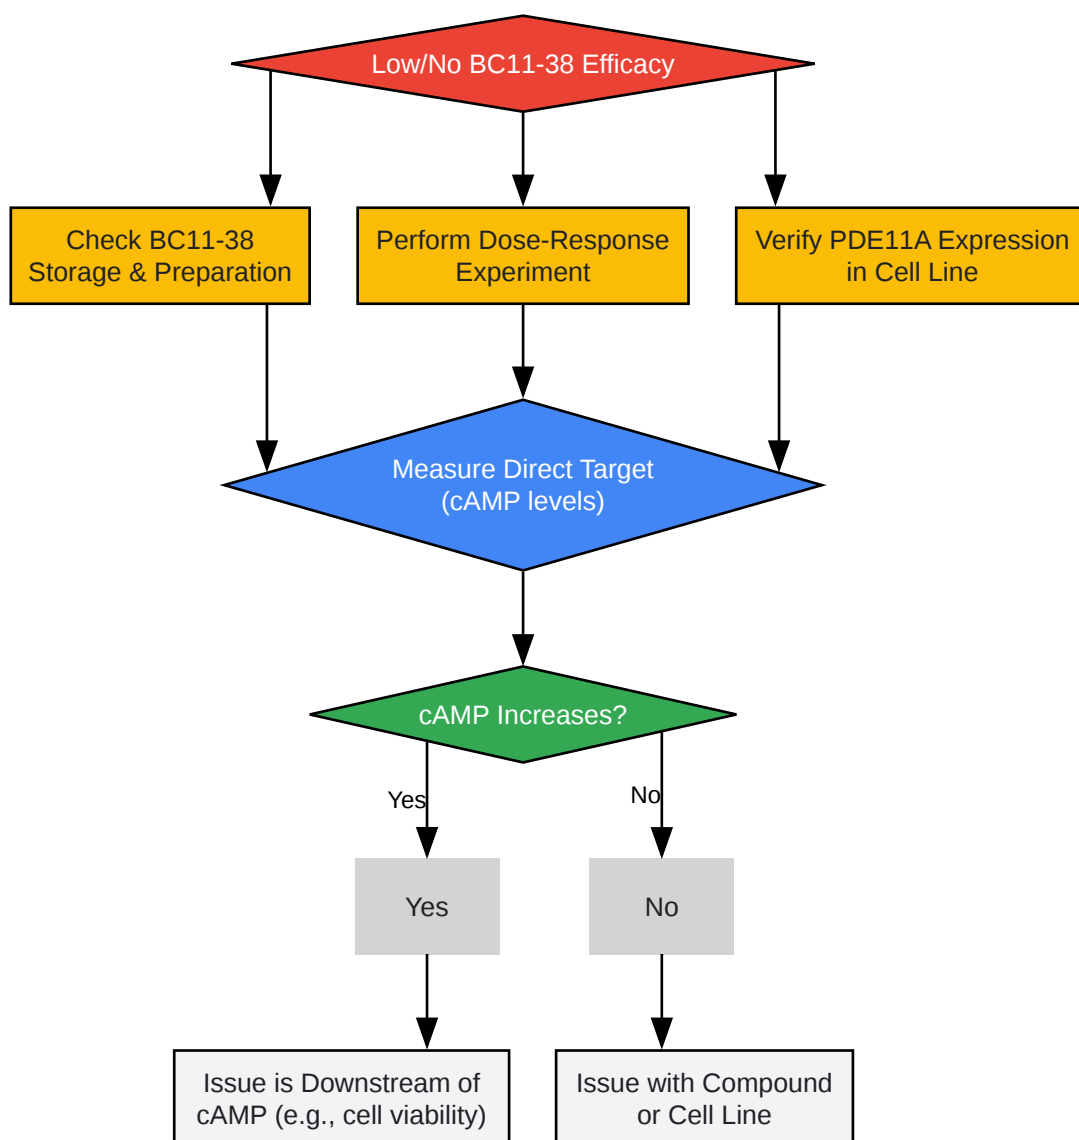 Low/No BC11-38 Efficacy
Check BC11-38
Storage & Preparation
Perform Dose-Response
Experiment
Verify PDE11A Expression
in Cell Line
Measure Direct Target
(cAMP levels)
cAMP Increases?
Yes
No
Yes
No
Issue is Downstream of
cAMP (e.g., cell viability)
Issue with Compound
or Cell Line